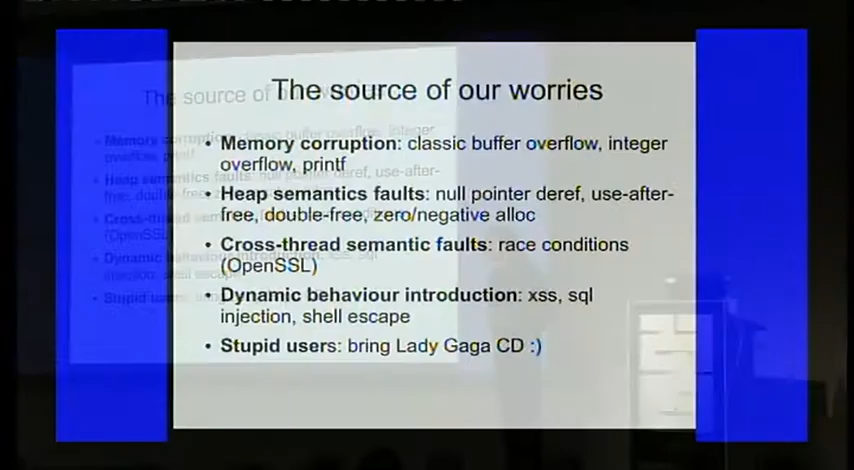 The source of our worries
• Memory corruption: classic buffer overflow, integer
overflow, printf
• Heap semantics faults: null pointer deref, use-after-
free, double-free, zero/negative alloc
• Cross-thread semantic faults: race conditions
(OpenSSL)
• Dynamic behaviour introduction: xss, sql
injection, shell escape
• Stupid users: bring Lady Gaga CD :)